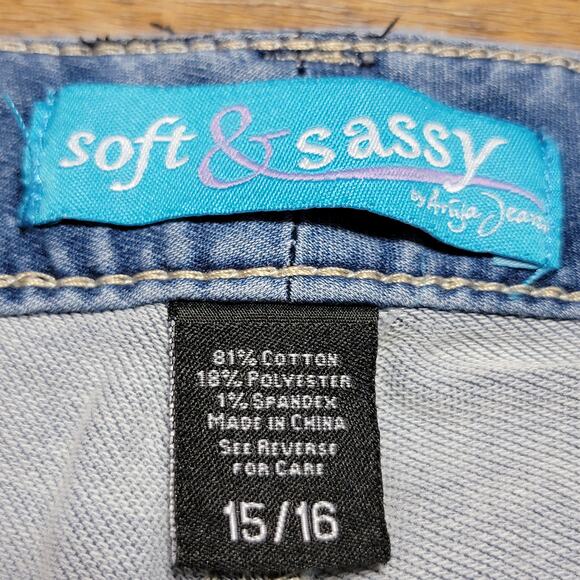 soft & sassy
by Ariya Jeans
81% COTTON
18% POLYESTER
1% SPANDEX
MADE IN CHINA
SEE REVERSE
FOR CARE
15/16